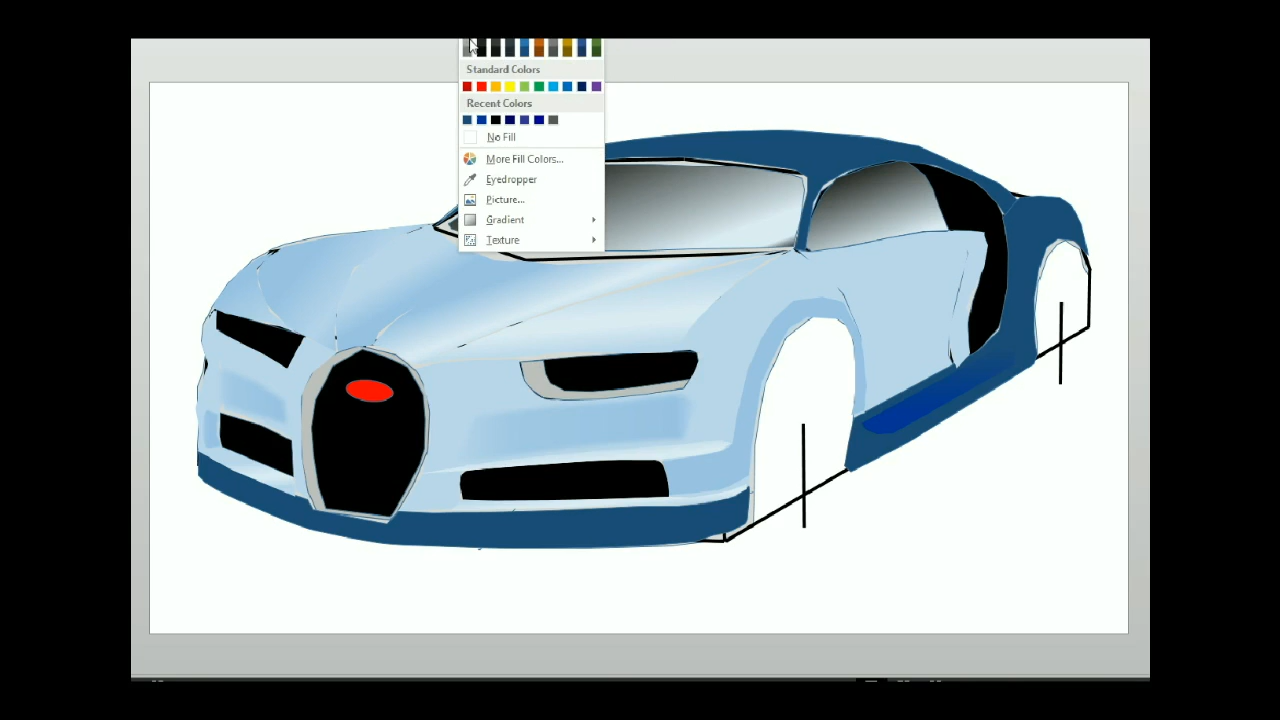 Standard Colors
Recent Colors
No Fill
More Fill Colors...
Eyedropper
Picture...
Gradient
Texture